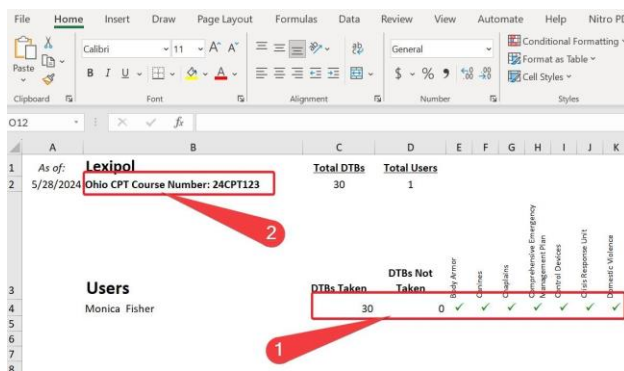 File Home Insert Draw Page Layout Formulas Data Review View Automate Help Nitro PD
Calibri 11 A A General Conditional Formatting
Paste B I U A $ % Format as Table
Cell Styles
Clipboard Font Alignment Number Styles
O12 fx
A B C D E F G H I J K
1 As of: Lexipol Total DTBs Total Users
2 5/28/2024 Ohio CPT Course Number: 24CPT123 30 1
2
3 Users DTBs Taken DTBs Not Taken
Body Armor
Canines
Chaplains
Comprehensive Emergency Management Plan
Control Devices
Crisis Response Unit
Domestic Violence
4 Monica Fisher 30 0
5
1
6
7
8